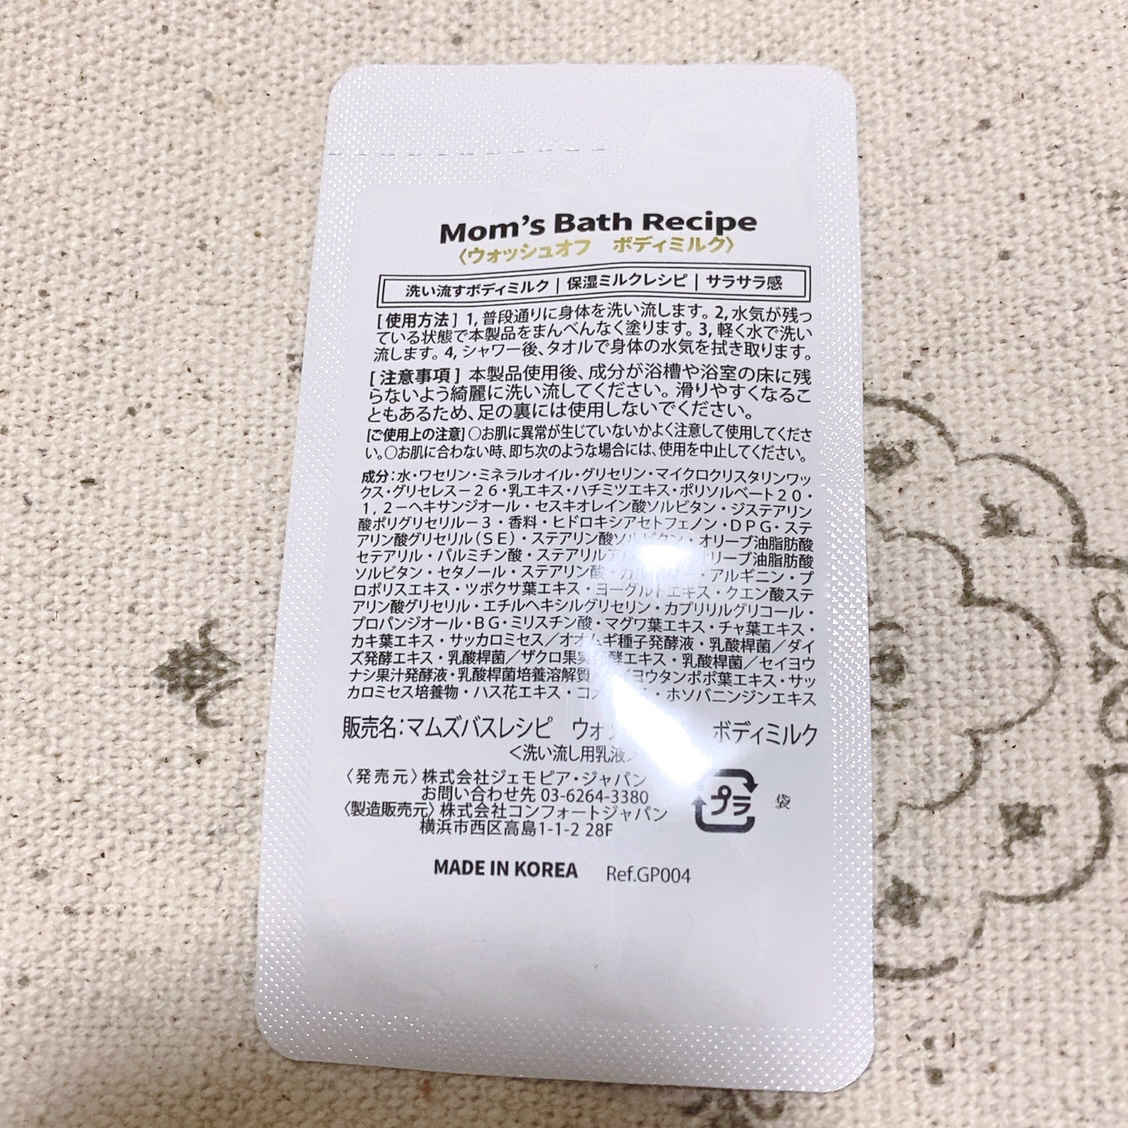 Mom's Bath Recipe
〈ウォッシュオフ　ボディミルク〉
洗い流すボディミルク | 保湿ミルクレシピ | サラサラ感
[使用方法] 1, 普段通りに身体を洗い流します。2, 水気が残っ
ている状態で本製品をまんべんなく塗ります。3, 軽く水で洗い
流します。4, シャワー後、タオルで身体の水気を拭き取ります。
[注意事項] 本製品使用後、成分が浴槽や浴室の床に残
らないよう綺麗に洗い流してください。滑りやすくなるこ
ともあるため、足の裏には使用しないでください。
[ご使用上の注意] ○お肌に異常が生じていないかよく注意して使用してくださ
い。○お肌に合わない時、即ち次のような場合には、使用を中止してください。
成分：水・ワセリン・ミネラルオイル・グリセリン・マイクロクリスタリンワッ
クス・グリセレス－２６・乳エキス・ハチミツエキス・ポリソルベート２０・
１，２－ヘキサンジオール・セスキオレイン酸ソルビタン・ジステアリン
酸ポリグリセリル－３・香料・ヒドロキシアセトフェノン・ＤＰＧ・ステ
アリン酸グリセリル（ＳＥ）・ステアリン酸ソルビタン・オリーブ油脂肪酸
セテアリル・パルミチン酸・ステアリルア オリーブ油脂肪酸
ソルビタン・セタノール・ステアリン酸・カル ー・アルギニン・プ
ロポリスエキス・ツボクサ葉エキス・ヨーグルトエキス・クエン酸ステ
アリン酸グリセリル・エチルヘキシルグリセリン・カプリリルグリコール・
プロパンジオール・ＢＧ・ミリスチン酸・マグワ葉エキス・チャ葉エキス・
カキ葉エキス・サッカロミセス／オオムギ種子発酵液・乳酸桿菌／ダイ
ズ発酵エキス・乳酸桿菌／ザクロ果実 酵エキス・乳酸桿菌／セイヨウ
ナシ果汁発酵液・乳酸桿菌培養溶解質 ヨウタンポポ葉エキス・サッ
カロミセス培養物・ハス花エキス・コメ ス・ホソバニンジンエキス
販売名：マムズバスレシピ　ウォッ ボディミルク
＜洗い流し用乳液＞
〈発売元〉株式会社ジェモピア・ジャパン
お問い合わせ先 03-6264-3380
〈製造販売元〉株式会社コンフォートジャパン
横浜市西区高島1-1-2 28F
プラ 袋
MADE IN KOREA Ref.GP004